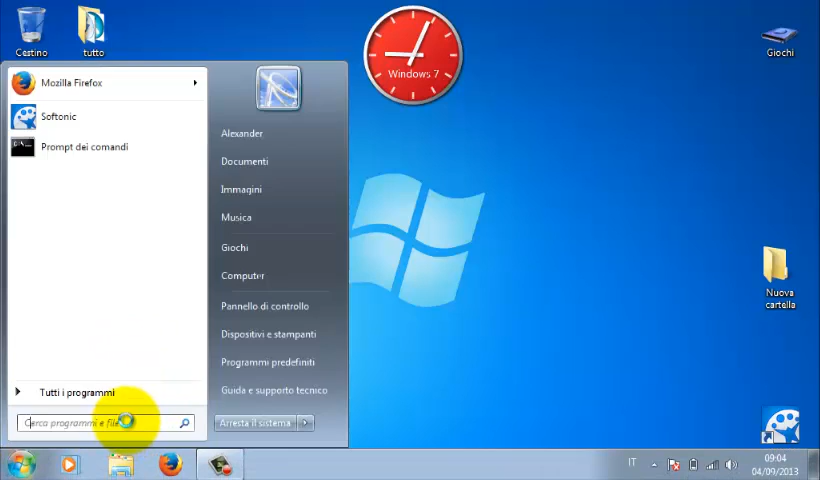 Cestino
tutto
Windows 7
Giochi
Mozilla Firefox
Softonic
Prompt dei comandi
Tutti i programmi
Cerca programmi e file
Alexander
Documenti
Immagini
Musica
Giochi
Computer
Pannello di controllo
Dispositivi e stampanti
Programmi predefiniti
Guida e supporto tecnico
Arresta il sistema
Nuova
cartella
IT
09:04
04/09/2013